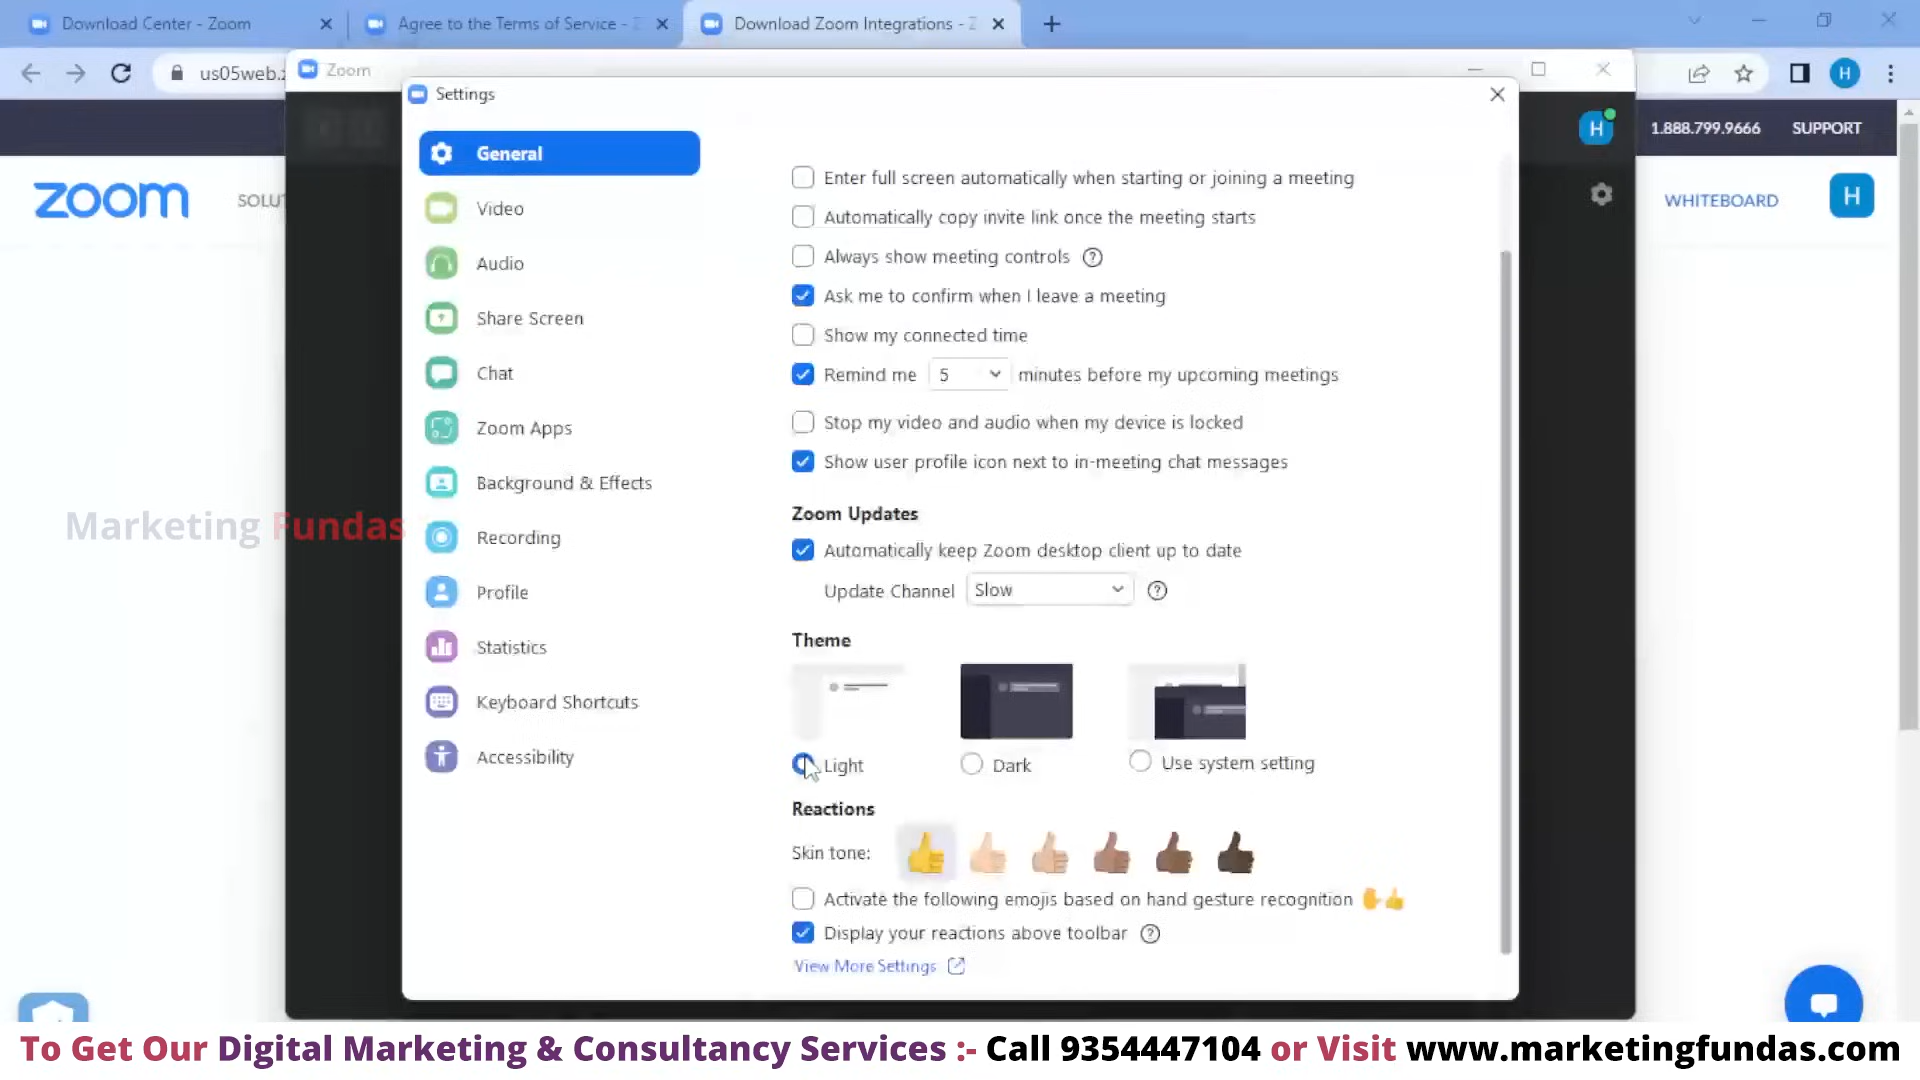 Download Center - Zoom
Agree to the Terms of Service -
Download Zoom Integrations -
us05web.
Zoom
Settings
1.888.799.9666
SUPPORT
zoom
WHITEBOARD
H
H
H
General
Video
Audio
Share Screen
Chat
Zoom Apps
Background & Effects
Recording
Profile
Statistics
Keyboard Shortcuts
Accessibility
Enter full screen automatically when starting or joining a meeting
Automatically copy invite link once the meeting starts
Always show meeting controls ?
Ask me to confirm when I leave a meeting
Show my connected time
Remind me 5 minutes before my upcoming meetings
Stop my video and audio when my device is locked
Show user profile icon next to in-meeting chat messages
Zoom Updates
Automatically keep Zoom desktop client up to date
Update Channel Slow ?
Theme
Light Dark Use system setting
Reactions
Skin tone:
Activate the following emojis based on hand gesture recognition
Display your reactions above toolbar ?
View More Settings
Marketing Fundas
To Get Our Digital Marketing & Consultancy Services :- Call 9354447104 or Visit www.marketingfundas.com